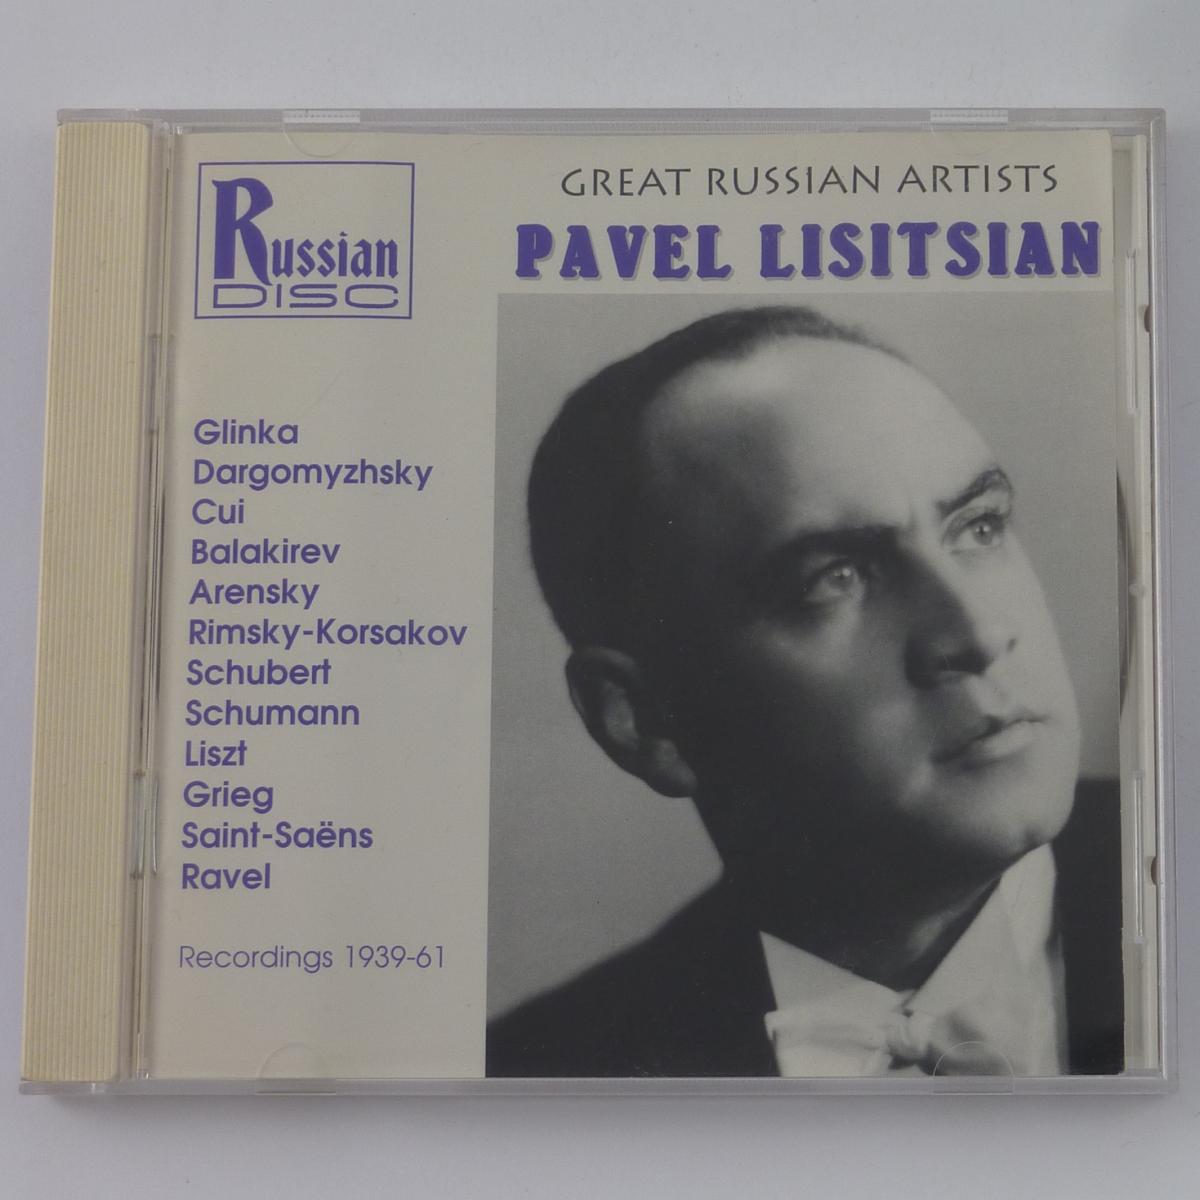 Russian
DISC
GREAT RUSSIAN ARTISTS
PAVEL LISITSIAN
Glinka
Dargomyzhsky
Cui
Balakirev
Arensky
Rimsky-Korsakov
Schubert
Schumann
Liszt
Grieg
Saint-Saëns
Ravel
Recordings 1939-61